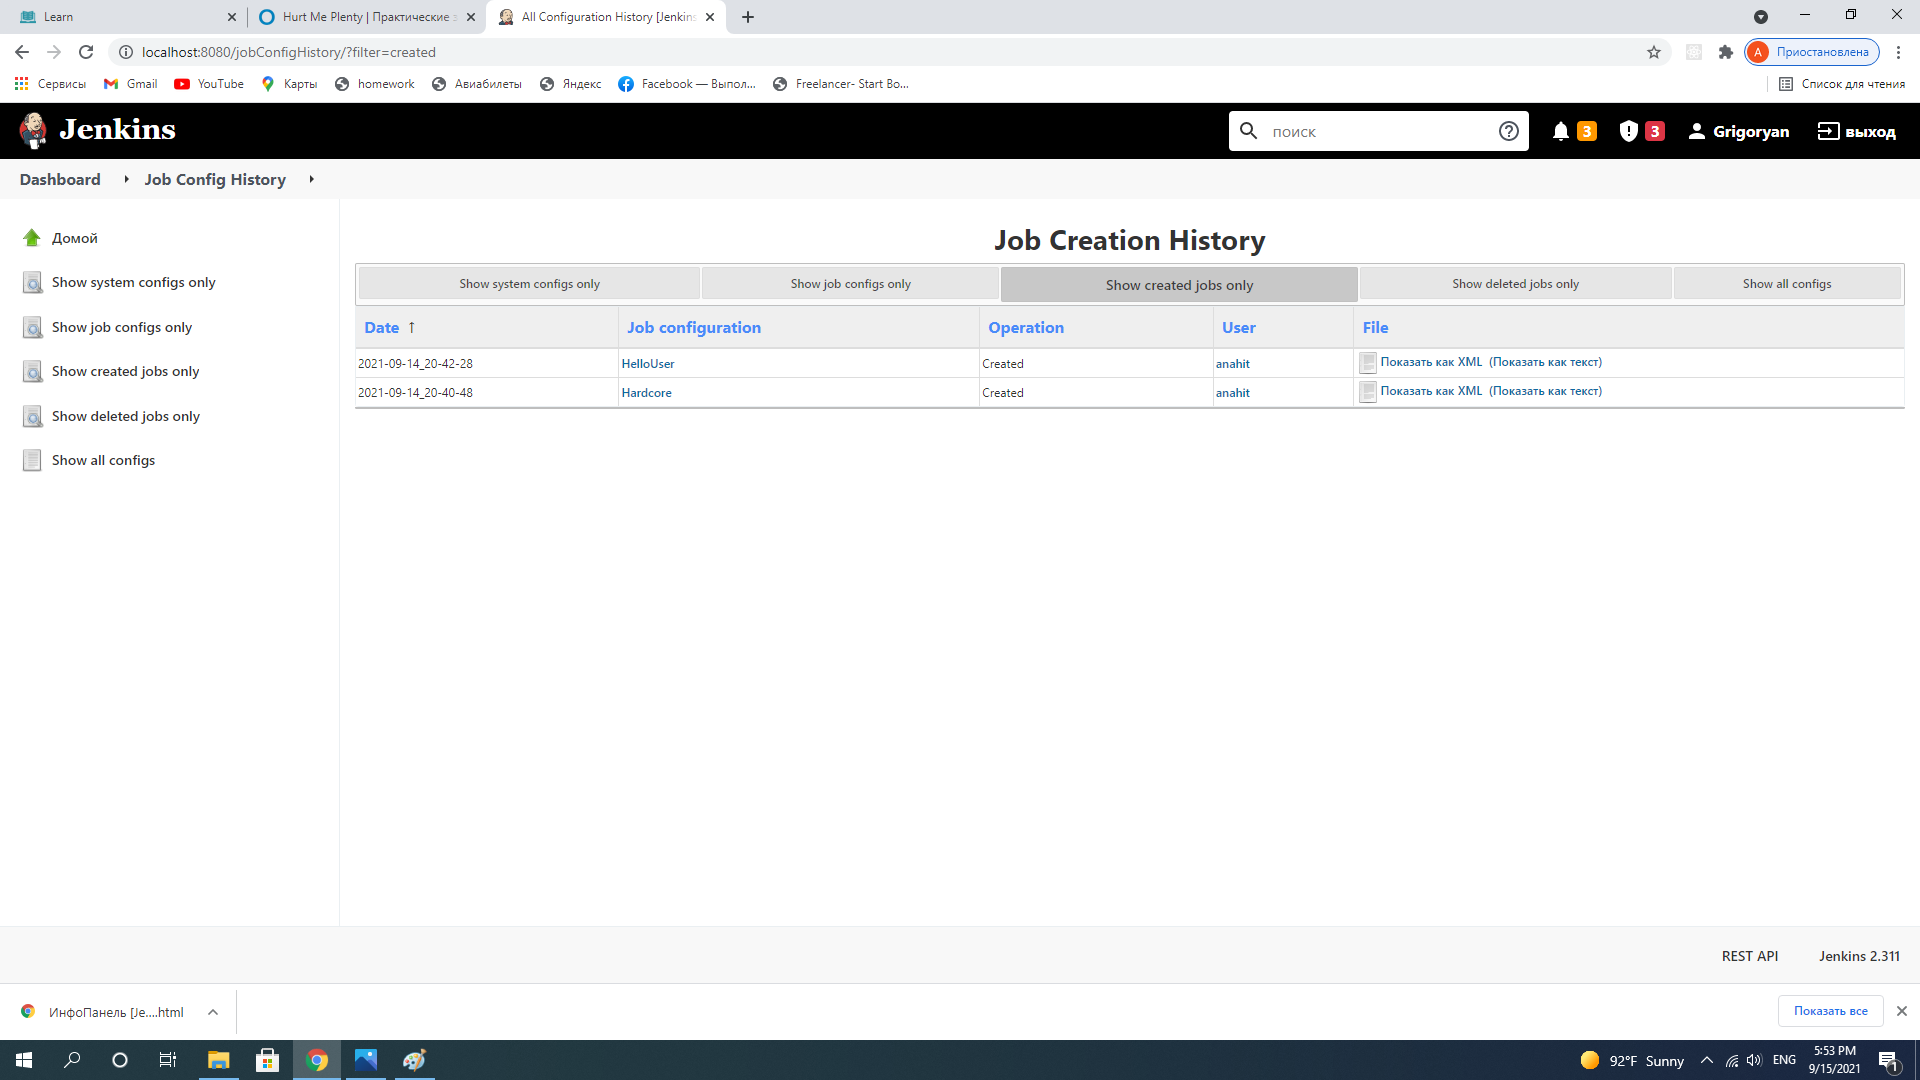 Learn
Hurt Me Plenty | Практические
All Configuration History [Jenkins
localhost:8080/jobConfigHistory/?filter=created
A Приостановлена
Сервисы Gmail YouTube Карты homework Авиабилеты Яндекс Facebook — Выпол... Freelancer- Start Bo... Список для чтения
Jenkins
поиск
3 3 Grigoryan выход
Dashboard Job Config History
Домой
Show system configs only
Show job configs only
Show created jobs only
Show deleted jobs only
Show all configs
Job Creation History
Show system configs only Show job configs only Show created jobs only Show deleted jobs only Show all configs
Date ↑ Job configuration Operation User File
2021-09-14_20-42-28 HelloUser Created anahit Показать как XML (Показать как текст)
2021-09-14_20-40-48 Hardcore Created anahit Показать как XML (Показать как текст)
REST API Jenkins 2.311
ИнфоПанель [Je....html
Показать все
92°F Sunny ENG
5:53 PM
9/15/2021
1